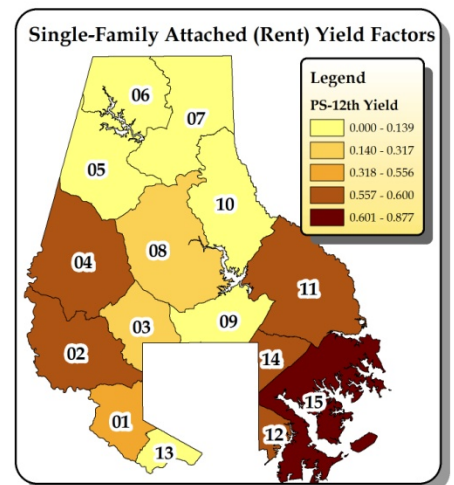 Single-Family Attached (Rent) Yield Factors
Legend
PS-12th Yield
0.000 - 0.139
0.140 - 0.317
0.318 - 0.556
0.557 - 0.600
0.601 - 0.877
06
07
05
10
08
04
11
09
03
02
14
15
01
12
13